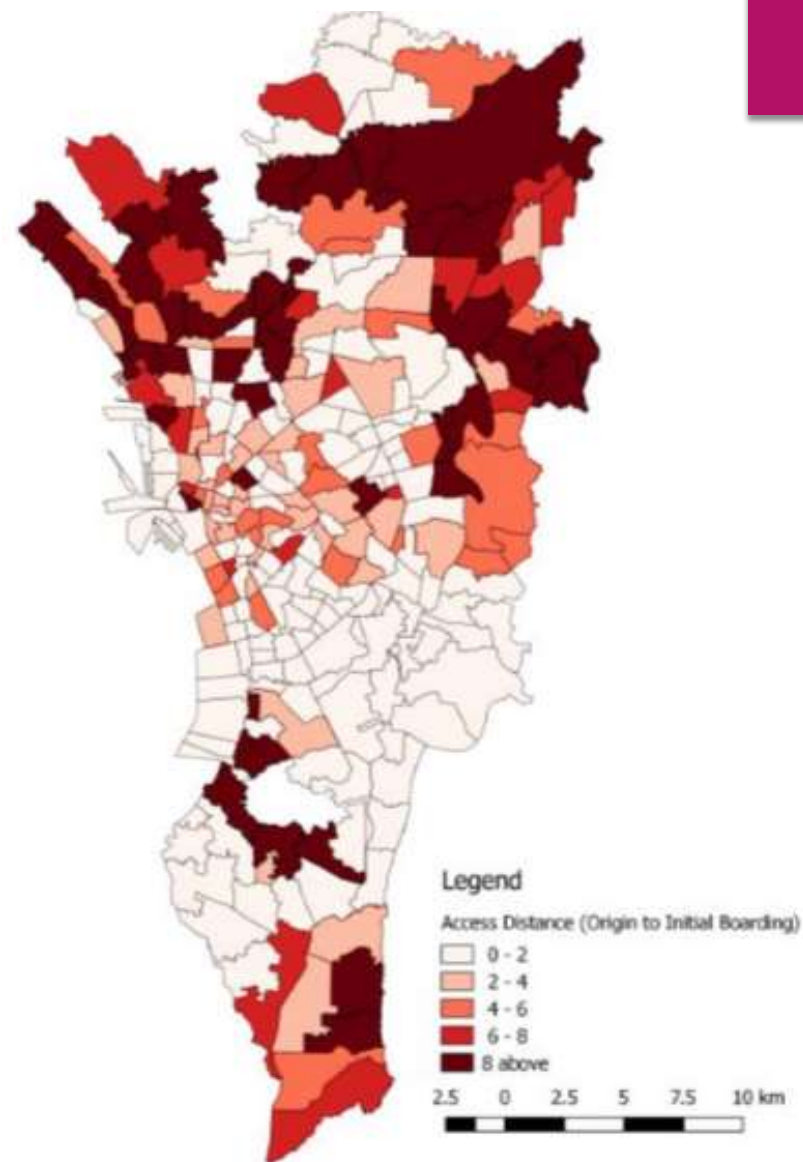 Legend
Access Distance (Origin to Initial Boarding)
0 - 2
2 - 4
4 - 6
6 - 8
8 above
2.5 0 2.5 5 7.5 10 km